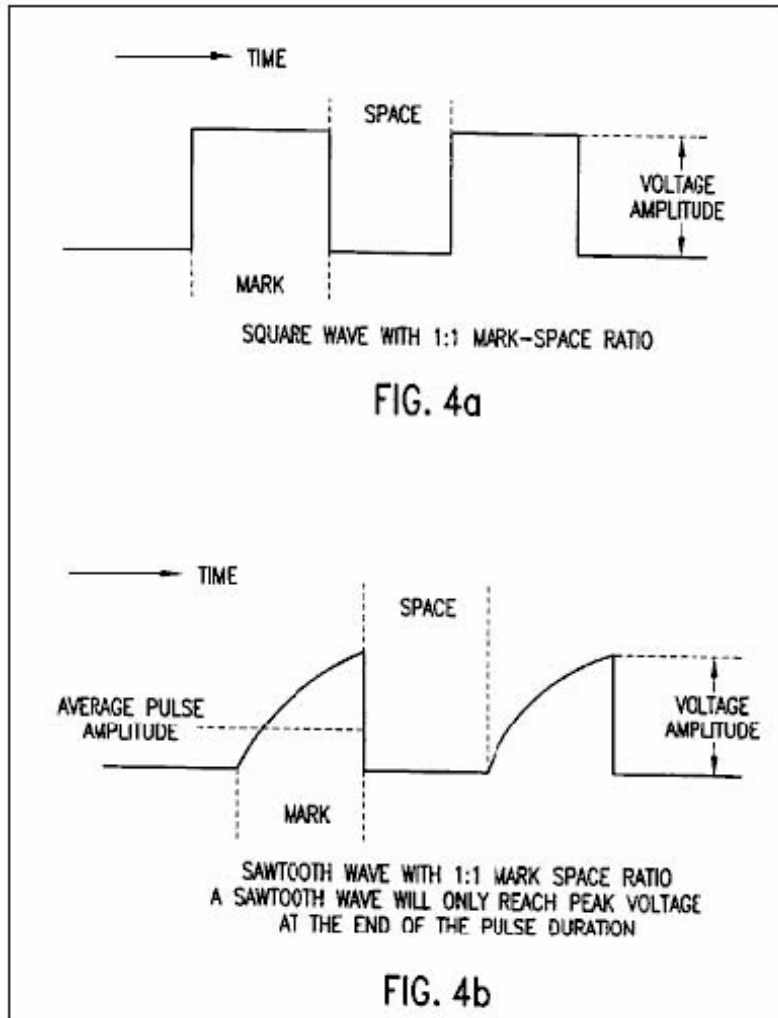 TIME
SPACE
VOLTAGE
AMPLITUDE
MARK
SQUARE WAVE WITH 1:1 MARK-SPACE RATIO
FIG. 4a
TIME
SPACE
AVERAGE PULSE
AMPLITUDE
VOLTAGE
AMPLITUDE
MARK
SAWTOOTH WAVE WITH 1:1 MARK SPACE RATIO
A SAWTOOTH WAVE WILL ONLY REACH PEAK VOLTAGE
AT THE END OF THE PULSE DURATION
FIG. 4b